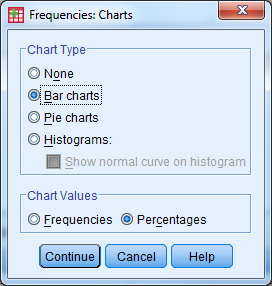 Frequencies: Charts
Chart Type
None
Bar charts
Pie charts
Histograms:
Show normal curve on histogram
Chart Values
Frequencies Percentages
Continue Cancel Help